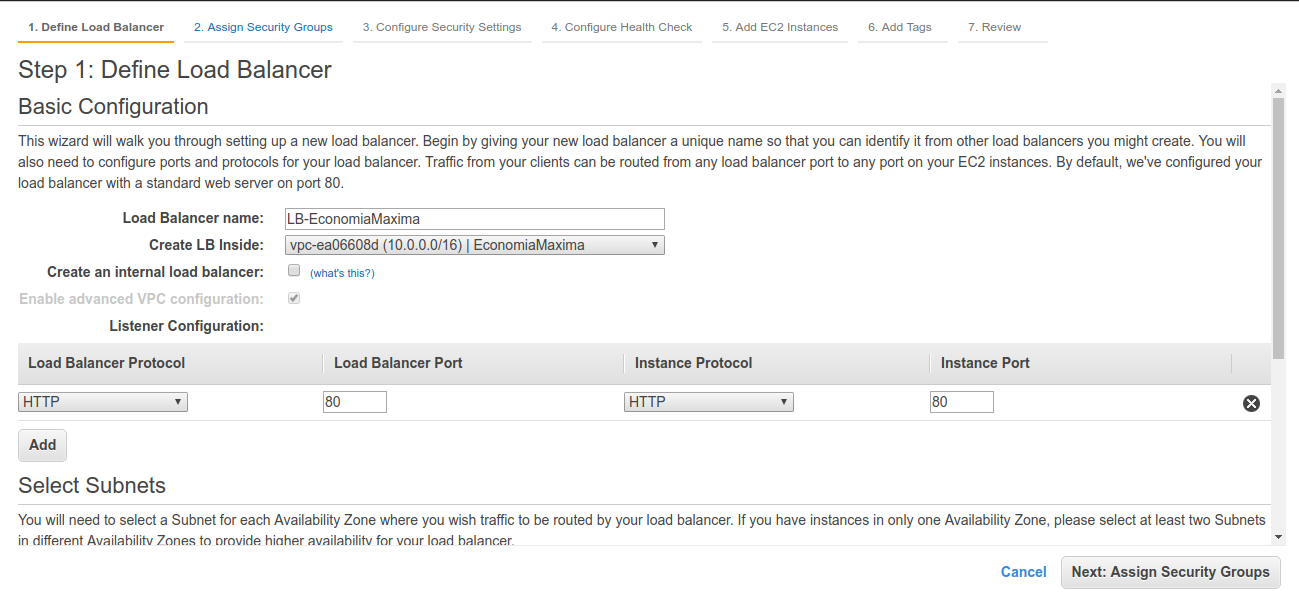 1. Define Load Balancer 2. Assign Security Groups 3. Configure Security Settings 4. Configure Health Check 5. Add EC2 Instances 6. Add Tags 7. Review
Step 1: Define Load Balancer
Basic Configuration
This wizard will walk you through setting up a new load balancer. Begin by giving your new load balancer a unique name so that you can identify it from other load balancers you might create. You will
also need to configure ports and protocols for your load balancer. Traffic from your clients can be routed from any load balancer port to any port on your EC2 instances. By default, we've configured your
load balancer with a standard web server on port 80.
Load Balancer name: LB-EconomiaMaxima
Create LB Inside: vpc-ea06608d (10.0.0.0/16) | EconomiaMaxima
Create an internal load balancer: (what's this?)
Enable advanced VPC configuration:
Listener Configuration:
Load Balancer Protocol Load Balancer Port Instance Protocol Instance Port
HTTP 80 HTTP 80
Add
Select Subnets
You will need to select a Subnet for each Availability Zone where you wish traffic to be routed by your load balancer. If you have instances in only one Availability Zone, please select at least two Subnets
in different Availability Zones to provide higher availability for your load balancer.
Cancel Next: Assign Security Groups